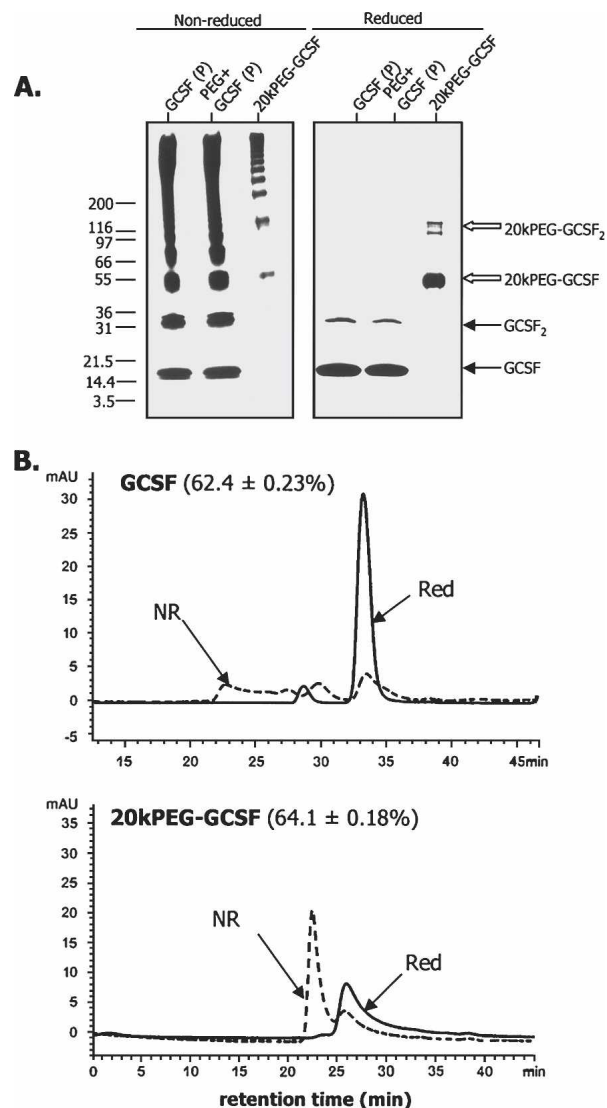 Non-reduced
Reduced
A.
GCSF (P)
PEG+
GCSF (P)
20kPEG-GCSF
GCSF (P)
PEG+
GCSF (P)
20kPEG-GCSF
200
116
97
66
55
36
31
21.5
14.4
3.5
20kPEG-GCSF2
20kPEG-GCSF
GCSF2
GCSF
B.
mAU
GCSF (62.4 ± 0.23%)
30
25
20
15
10
5
0
-5
NR
Red
15 20 25 30 35 40 45min
mAU
20kPEG-GCSF (64.1 ± 0.18%)
35
30
25
20
15
10
5
0
NR
Red
0 5 10 15 20 25 30 35 40 min
retention time (min)